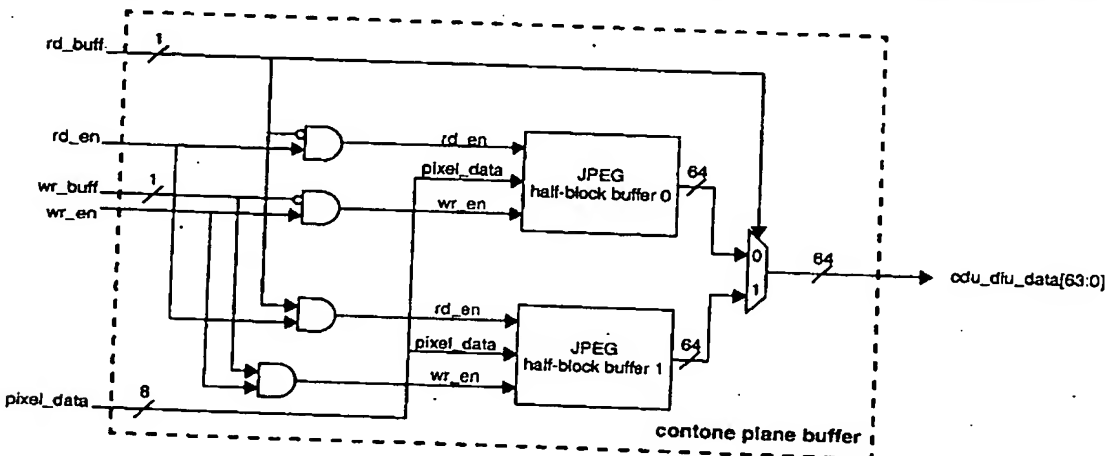 rd_buff
1
rd_en
rd_en
pixel_data
wr_en
JPEG
half-block buffer 0
64
wr_buff
1
wr_en
0
1
64
cdu_diu_data[63:0]
rd_en
pixel_data
wr_en
JPEG
half-block buffer 1
64
pixel_data
8
contone plane buffer